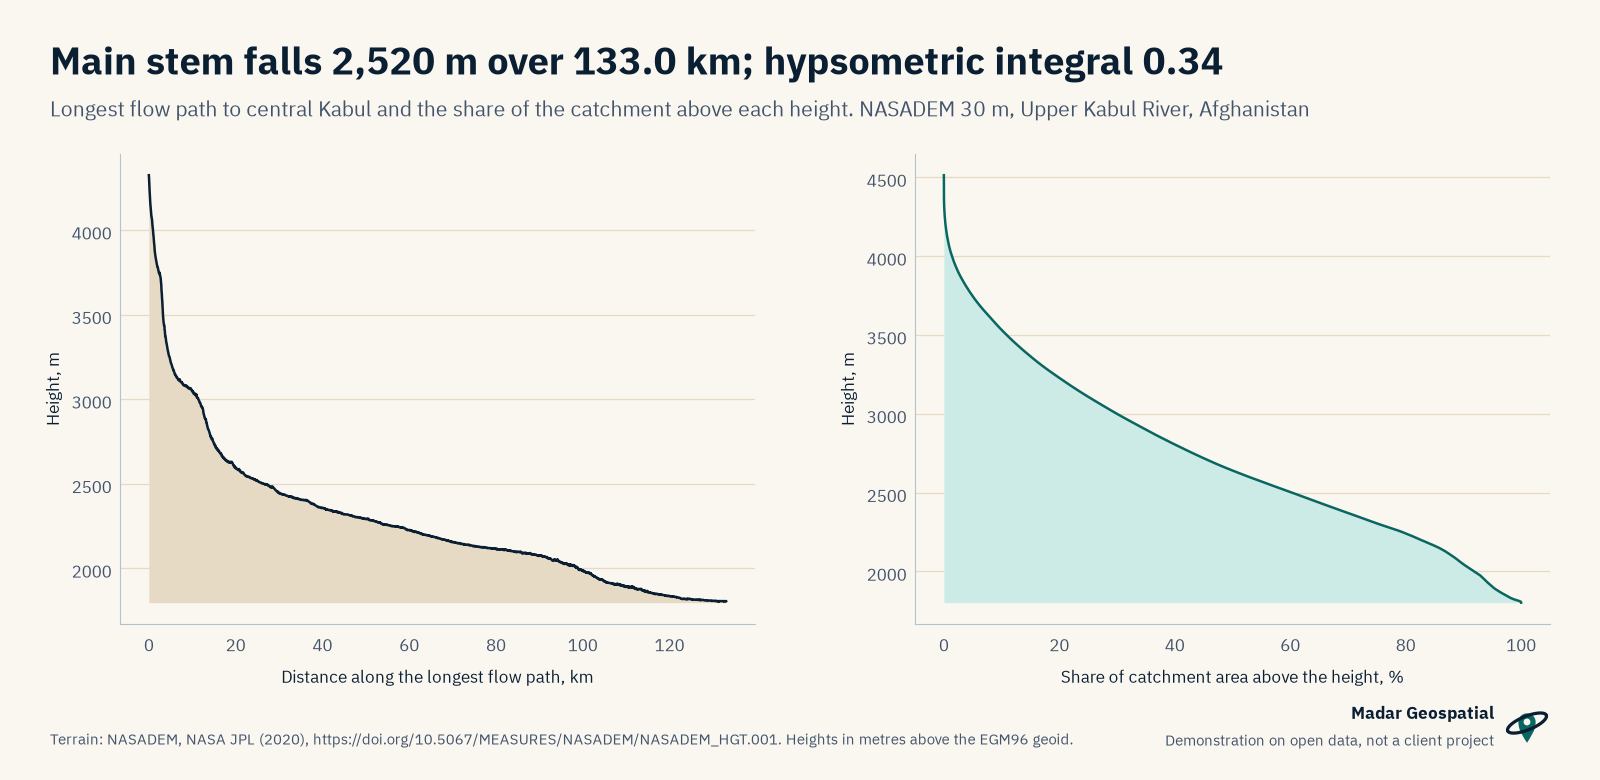 Main stem falls 2,520 m over 133.0 km; hypsometric integral 0.34
Longest flow path to central Kabul and the share of the catchment above each height. NASADEM 30 m, Upper Kabul River, Afghanistan
Height, m
4000
3500
3000
2500
2000
0 20 40 60 80 100 120
Distance along the longest flow path, km
Height, m
4500
4000
3500
3000
2500
2000
0 20 40 60 80 100
Share of catchment area above the height, %
Madar Geospatial
Terrain: NASADEM, NASA JPL (2020), https://doi.org/10.5067/MEASURES/NASADEM/NASADEM_HGT.001. Heights in metres above the EGM96 geoid.
Demonstration on open data, not a client project